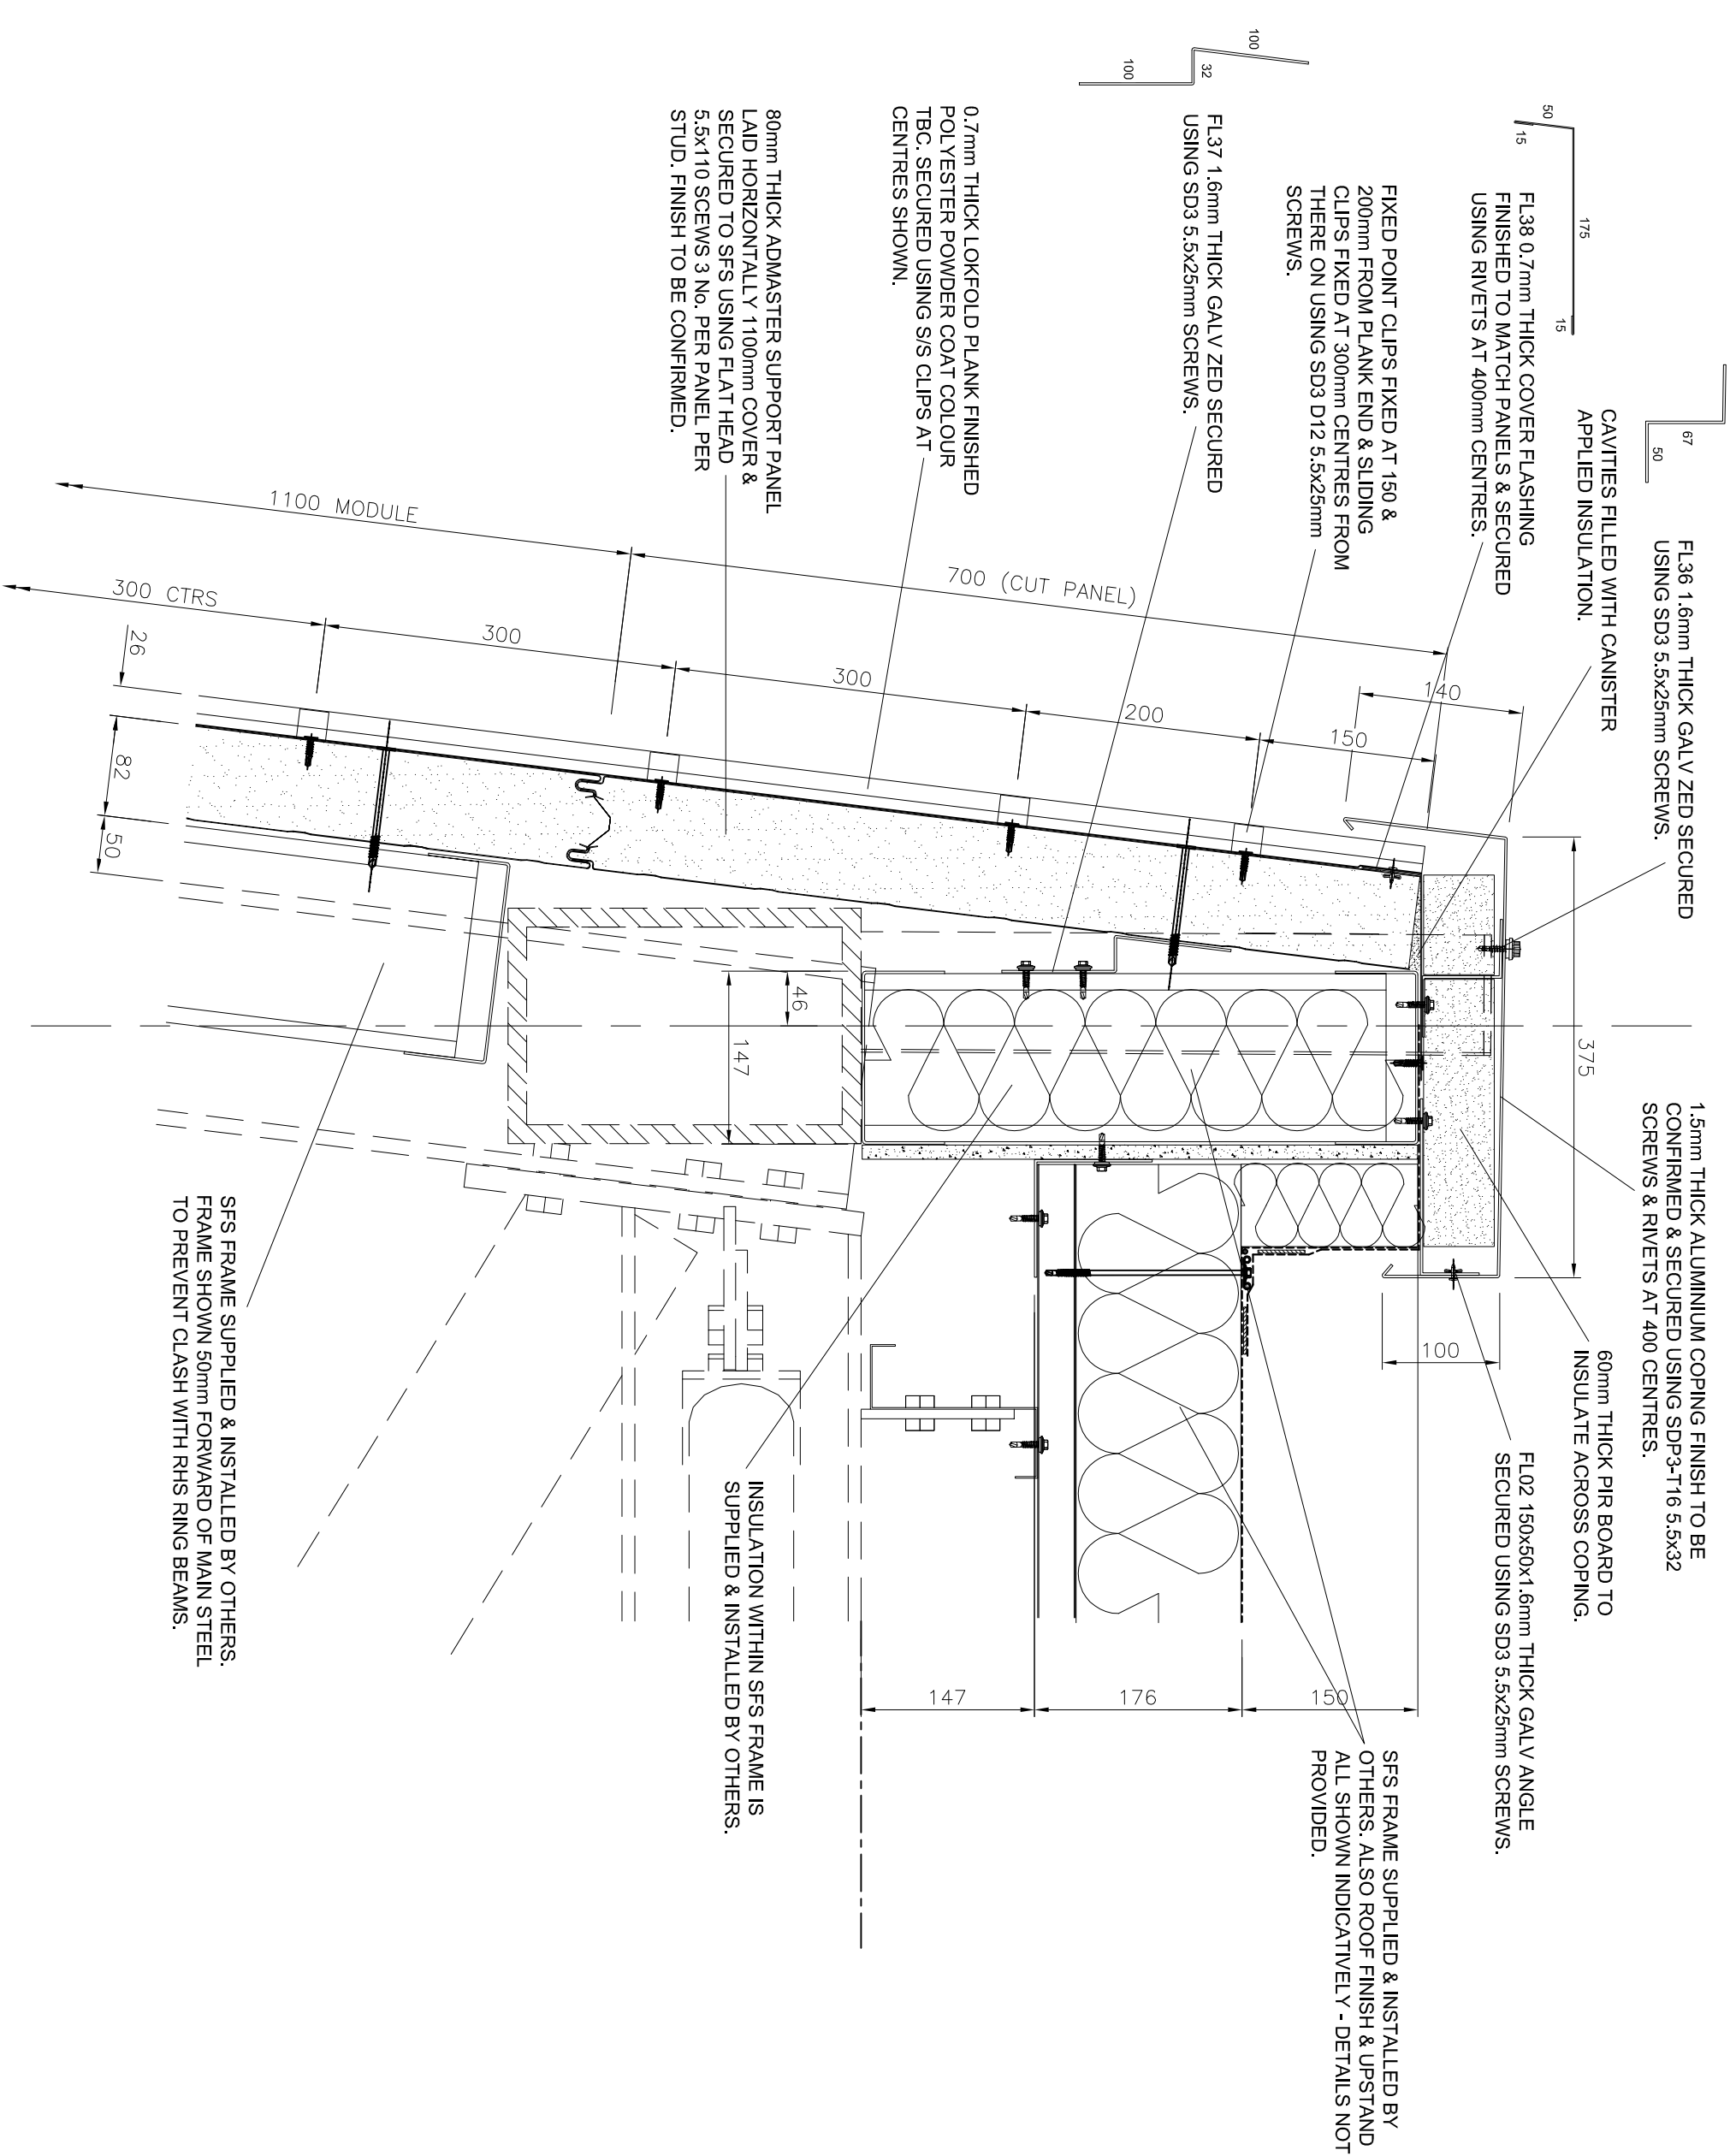 FL36 1.6mm THICK GALV ZED SECURED
USING SD3 5.5x25mm SCREWS.
67
50
CAVITIES FILLED WITH CANISTER
APPLIED INSULATION.
FL38 0.7mm THICK COVER FLASHING
FINISHED TO MATCH PANELS & SECURED
USING RIVETS AT 400mm CENTRES.
50
15
175
15
FIXED POINT CLIPS FIXED AT 150 &
200mm FROM PLANK END & SLIDING
CLIPS FIXED AT 300mm CENTRES FROM
THERE ON USING SD3 D12 5.5x25mm
SCREWS.
FL37 1.6mm THICK GALV ZED SECURED
USING SD3 5.5x25mm SCREWS.
100
32
100
0.7mm THICK LOKFOLD PLANK FINISHED
POLYESTER POWDER COAT COLOUR
TBC. SECURED USING S/S CLIPS AT
CENTRES SHOWN.
80mm THICK ADMASTER SUPPORT PANEL
LAID HORIZONTALLY 1100mm COVER &
SECURED TO SFS USING FLAT HEAD
5.5x110 SCEWS 3 No. PER PANEL PER
STUD. FINISH TO BE CONFIRMED.
1.5mm THICK ALUMINIUM COPING FINISH TO BE
CONFIRMED & SECURED USING SDP3-T16 5.5x32
SCREWS & RIVETS AT 400 CENTRES.
60mm THICK PIR BOARD TO
INSULATE ACROSS COPING.
FL02 150x50x1.6mm THICK GALV ANGLE
SECURED USING SD3 5.5x25mm SCREWS.
SFS FRAME SUPPLIED & INSTALLED BY
OTHERS. ALSO ROOF FINISH & UPSTAND
ALL SHOWN INDICATIVELY - DETAILS NOT
PROVIDED.
INSULATION WITHIN SFS FRAME IS
SUPPLIED & INSTALLED BY OTHERS.
SFS FRAME SUPPLIED & INSTALLED BY OTHERS.
FRAME SHOWN 50mm FORWARD OF MAIN STEEL
TO PREVENT CLASH WITH RHS RING BEAMS.
375
140
100
150
200
700 (CUT PANEL)
300
300
1100 MODULE
300 CTRS
26
82
50
46
147
150
176
147